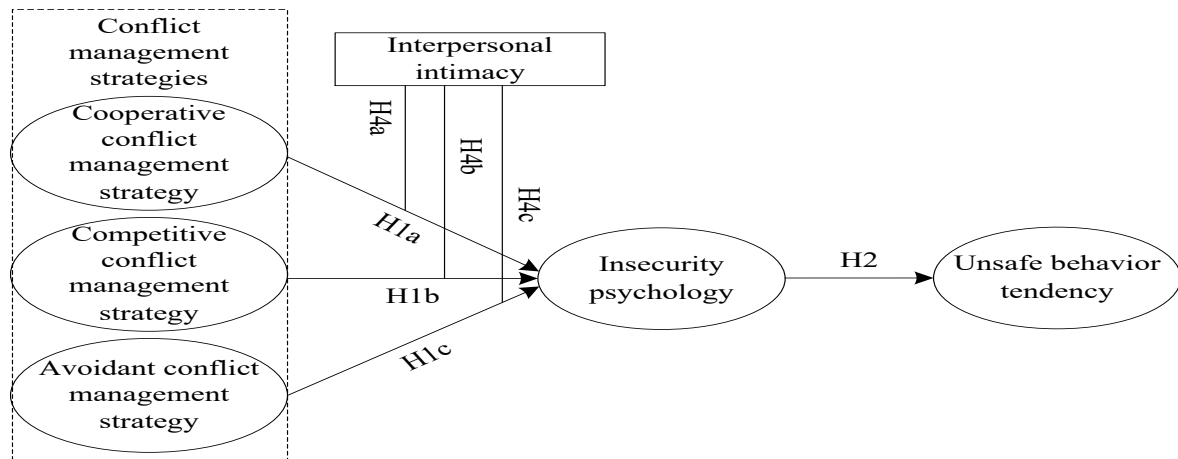 Conflict
management
strategies
Cooperative
conflict
management
strategy
Competitive
conflict
management
strategy
Avoidant conflict
management
strategy
Interpersonal
intimacy
H4a
H4b
H4c
H1a
H1b
H1c
Insecurity
psychology
H2
Unsafe behavior
tendency